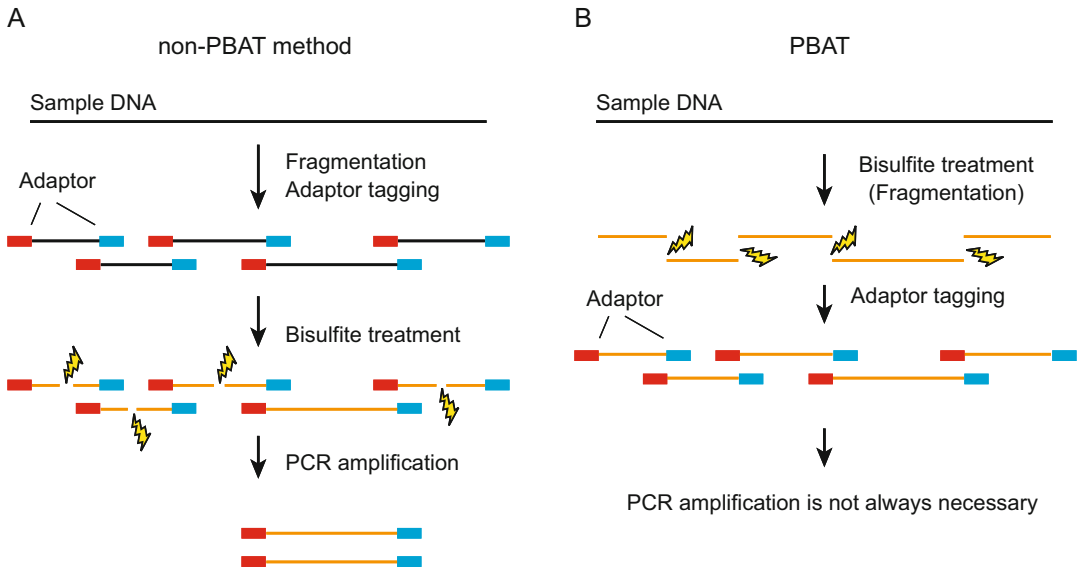 A
non-PBAT method
Sample DNA
Fragmentation
Adaptor tagging
Adaptor
Bisulfite treatment
PCR amplification
B
PBAT
Sample DNA
Bisulfite treatment
(Fragmentation)
Adaptor tagging
Adaptor
PCR amplification is not always necessary